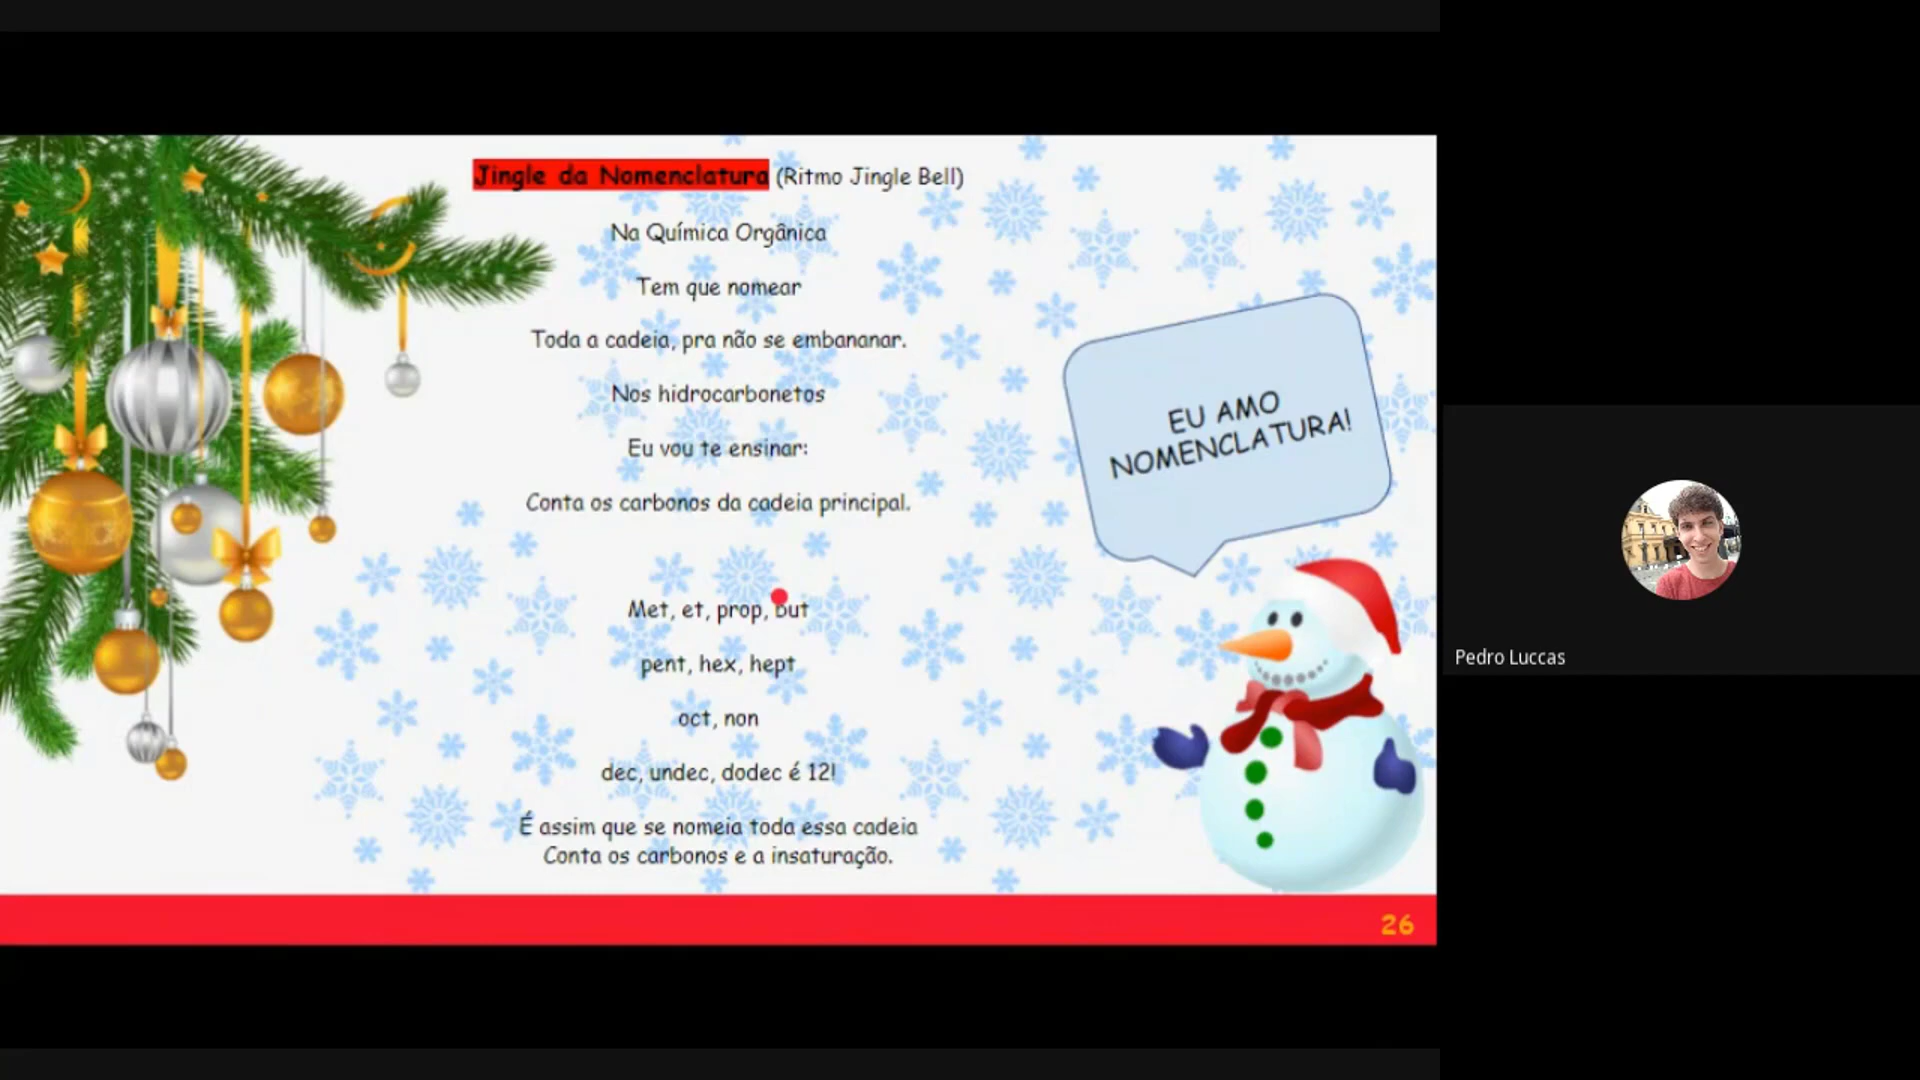 Jingle da Nomenclatura (Ritmo Jingle Bell)
Na Química Orgânica
Tem que nomear
Toda a cadeia, pra não se embananar.
Nos hidrocarbonetos
Eu vou te ensinar:
Conta os carbonos da cadeia principal.
Met, et, prop, but
pent, hex, hept
oct, non
dec, undec, dodec é 12!
É assim que se nomeia toda essa cadeia
Conta os carbonos e a insaturação.
EU AMO
NOMENCLATURA!
26
Pedro Luccas